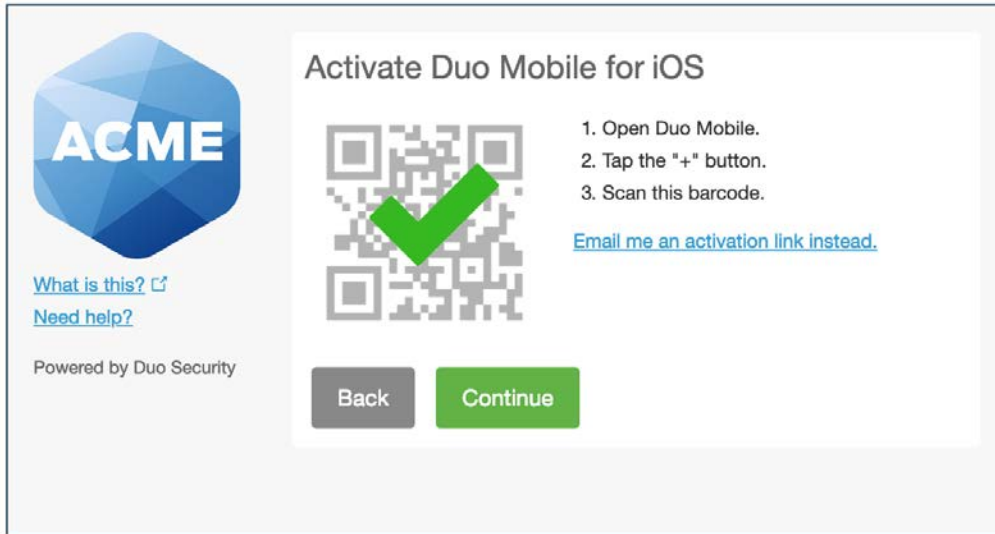 ACME
What is this?
Need help?
Powered by Duo Security
Activate Duo Mobile for iOS
1. Open Duo Mobile.
2. Tap the "+" button.
3. Scan this barcode.
Email me an activation link instead.
Back
Continue